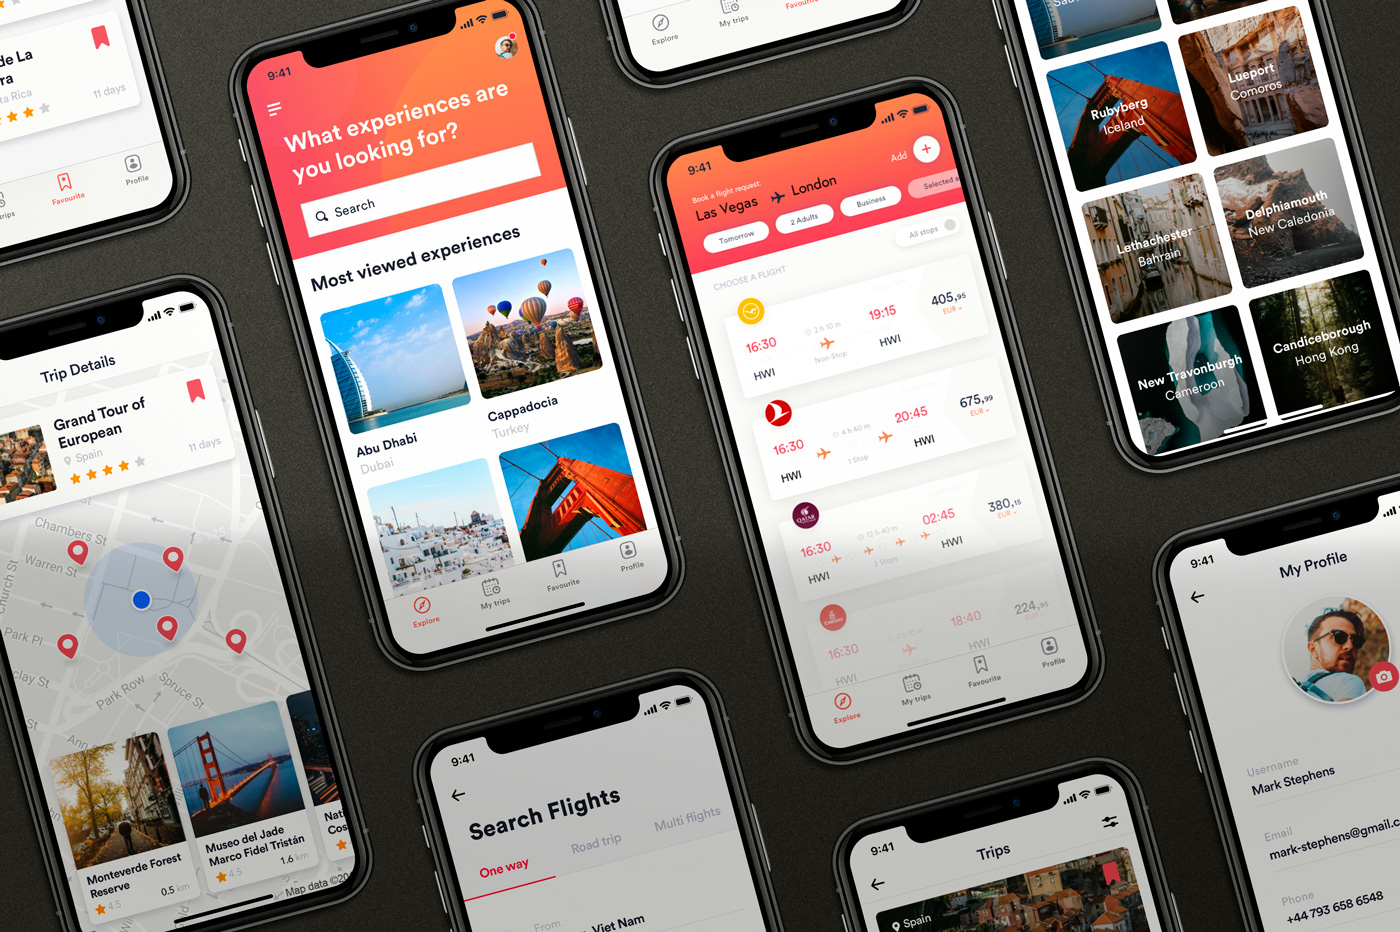 de La
ra
ta Rica
11 days
trips
Favourite
Profile
9:41
What experiences are
you looking for?
Search
Most viewed experiences
Abu Dhabi
Dubai
Cappadocia
Turkey
Explore
My trips
Favourite
Profile
Explore
My trips
Favourite
9:41
Add
Book a flight request:
Las Vegas
London
Tomorrow
2 Adults
Business
Selected a
All stops
CHOOSE A FLIGHT
16:30
2 h 10 m
19:15
405,95
EUR
HWI
Non-Stop
HWI
16:30
4 h 40 m
20:45
675,99
EUR
HWI
1 Stop
HWI
QATAR
16:30
12 h 40 m
02:45
380,15
EUR
HWI
HWI
Emirates
16:30
18:40
224,95
EUR
HWI
HWI
Explore
My trips
Favourite
Profile
Rubyberg
Iceland
Lueport
Comoros
Lethachester
Bahrain
Delphiamouth
New Caledonia
New Travonburgh
Cameroon
Candiceborough
Hong Kong
Trip Details
Grand Tour of
European
Spain
11 days
Chambers St
Warren St
Church St
Park Pl
clay St
St
Park Row
Spruce St
Ann
Monteverde Forest
Reserve
4.5
0.5 km
Museo del Jade
Marco Fidel Tristán
4.5
1.6 km
Nat
Cos
4.5
Map data ©20
9:41
Search Flights
One way
Road trip
Multi flights
From
Viet Nam
9:41
Trips
Spain
9:41
My Profile
Username
Mark Stephens
Email
mark-stephens@gmail.c
Phone
+44 793 658 6548